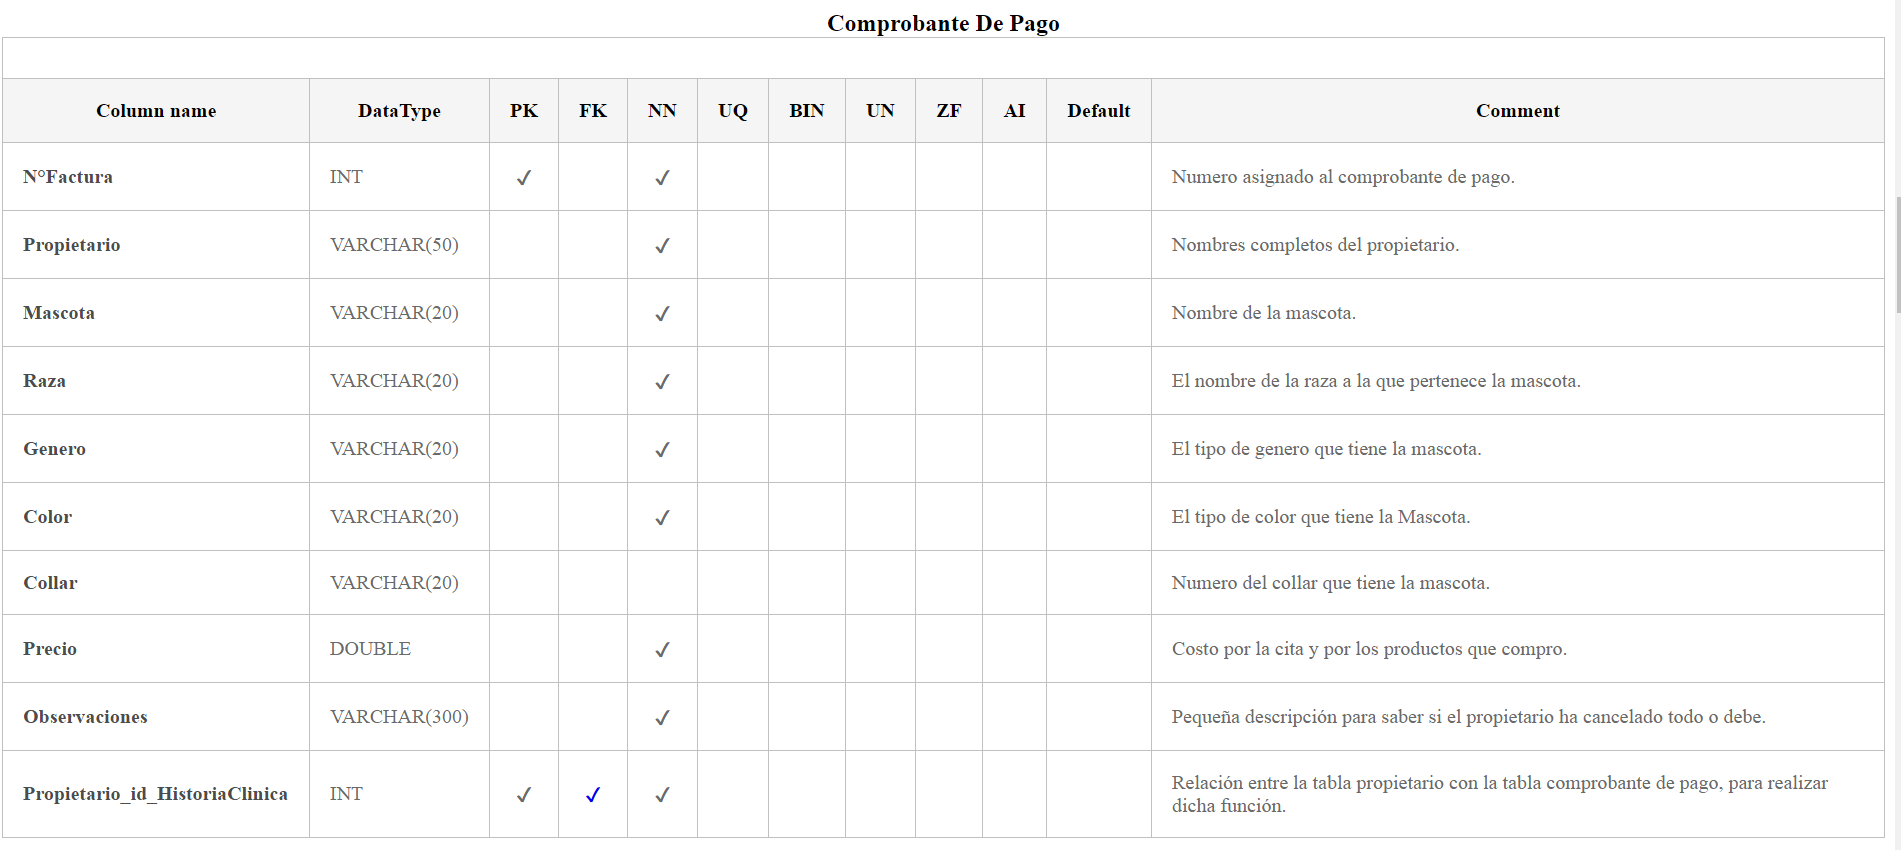 Comprobante De Pago
Column name DataType PK FK NN UQ BIN UN ZF AI Default Comment
N°Factura INT ✓ ✓ Numero asignado al comprobante de pago.
Propietario VARCHAR(50) ✓ Nombres completos del propietario.
Mascota VARCHAR(20) ✓ Nombre de la mascota.
Raza VARCHAR(20) ✓ El nombre de la raza a la que pertenece la mascota.
Genero VARCHAR(20) ✓ El tipo de genero que tiene la mascota.
Color VARCHAR(20) ✓ El tipo de color que tiene la Mascota.
Collar VARCHAR(20) Numero del collar que tiene la mascota.
Precio DOUBLE ✓ Costo por la cita y por los productos que compro.
Observaciones VARCHAR(300) ✓ Pequeña descripción para saber si el propietario ha cancelado todo o debe.
Propietario_id_HistoriaClinica INT ✓ ✓ ✓ Relación entre la tabla propietario con la tabla comprobante de pago, para realizar
dicha función.